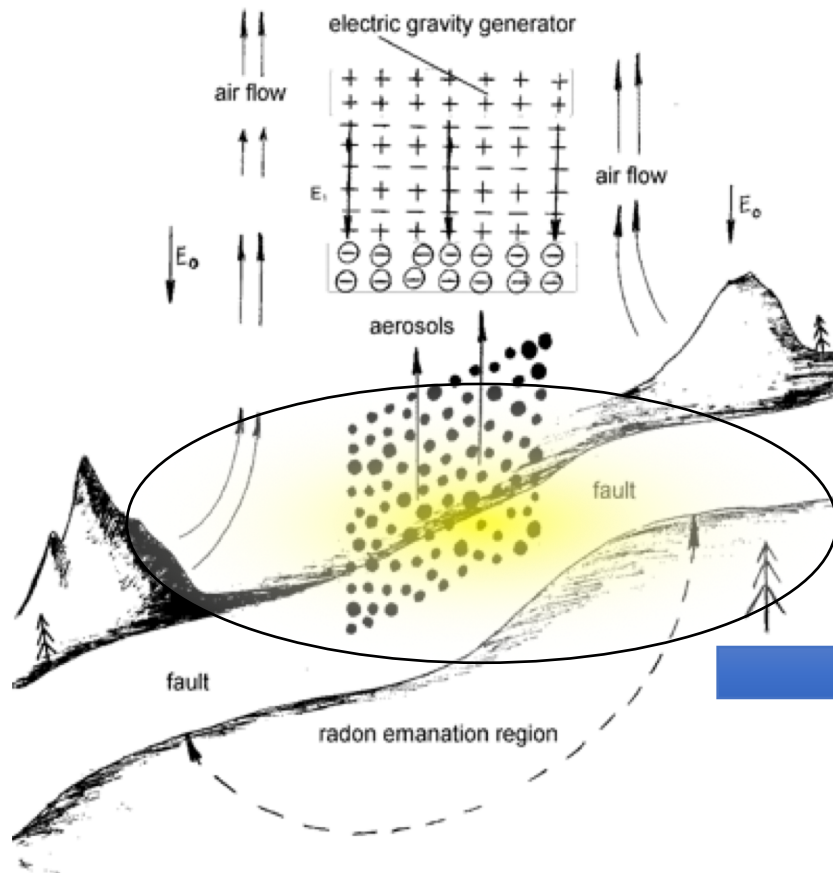 electric gravity generator
air flow
air flow
E₁
E₀
E₀
aerosols
fault
fault
radon emanation region